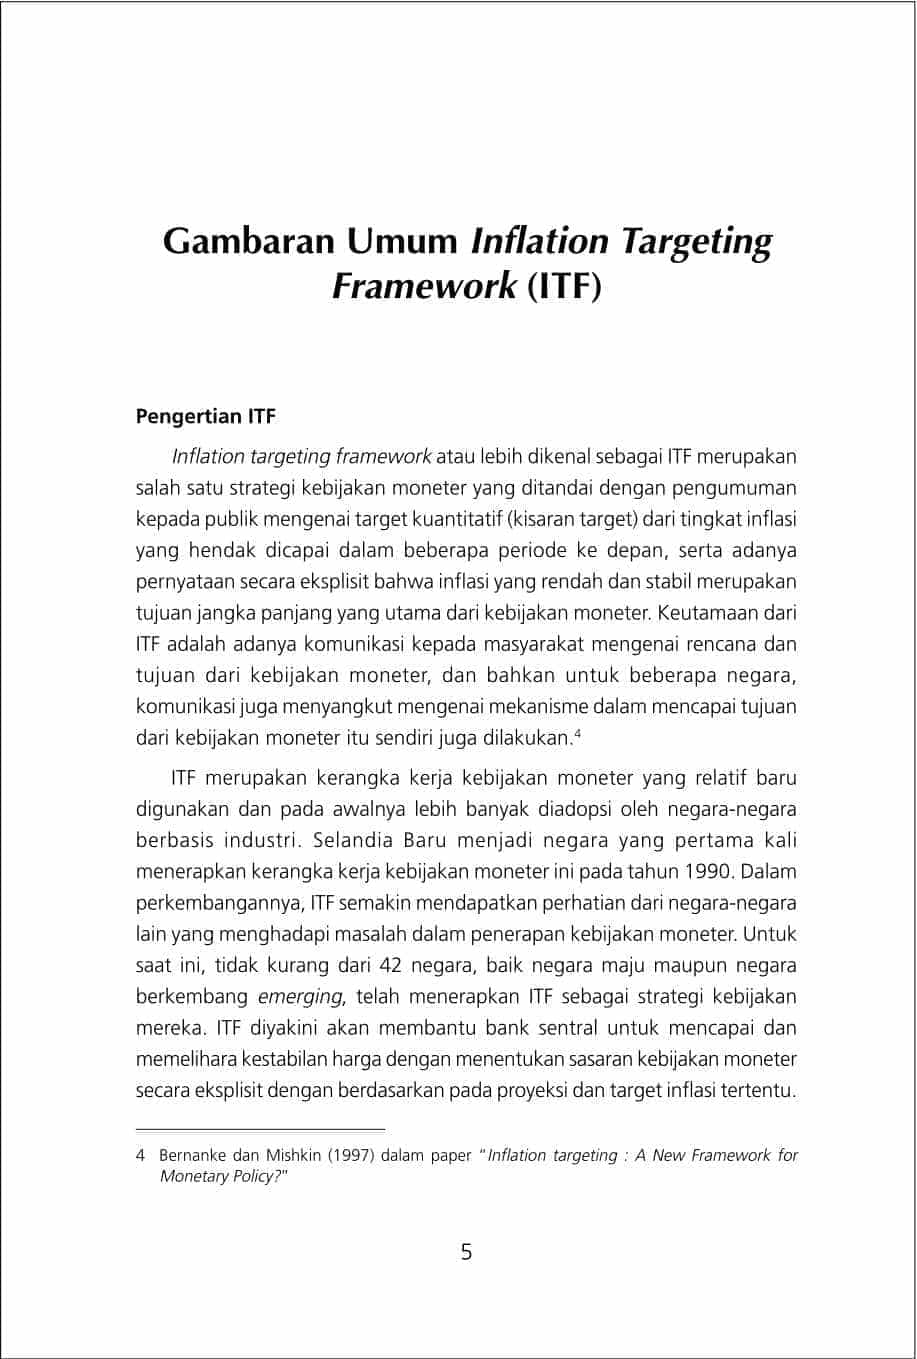 Gambaran Umum Inflation Targeting
Framework (ITF)
Pengertian ITF
Inflation targeting framework atau lebih dikenal sebagai ITF merupakan
salah satu strategi kebijakan moneter yang ditandai dengan pengumuman
kepada publik mengenai target kuantitatif (kisaran target) dari tingkat inflasi
yang hendak dicapai dalam beberapa periode ke depan, serta adanya
pernyataan secara eksplisit bahwa inflasi yang rendah dan stabil merupakan
tujuan jangka panjang yang utama dari kebijakan moneter. Keutamaan dari
ITF adalah adanya komunikasi kepada masyarakat mengenai rencana dan
tujuan dari kebijakan moneter, dan bahkan untuk beberapa negara,
komunikasi juga menyangkut mengenai mekanisme dalam mencapai tujuan
dari kebijakan moneter itu sendiri juga dilakukan.4
ITF merupakan kerangka kerja kebijakan moneter yang relatif baru
digunakan dan pada awalnya lebih banyak diadopsi oleh negara-negara
berbasis industri. Selandia Baru menjadi negara yang pertama kali
menerapkan kerangka kerja kebijakan moneter ini pada tahun 1990. Dalam
perkembangannya, ITF semakin mendapatkan perhatian dari negara-negara
lain yang menghadapi masalah dalam penerapan kebijakan moneter. Untuk
saat ini, tidak kurang dari 42 negara, baik negara maju maupun negara
berkembang emerging, telah menerapkan ITF sebagai strategi kebijakan
mereka. ITF diyakini akan membantu bank sentral untuk mencapai dan
memelihara kestabilan harga dengan menentukan sasaran kebijakan moneter
secara eksplisit dengan berdasarkan pada proyeksi dan target inflasi tertentu.
4 Bernanke dan Mishkin (1997) dalam paper "Inflation targeting : A New Framework for
Monetary Policy?"
5